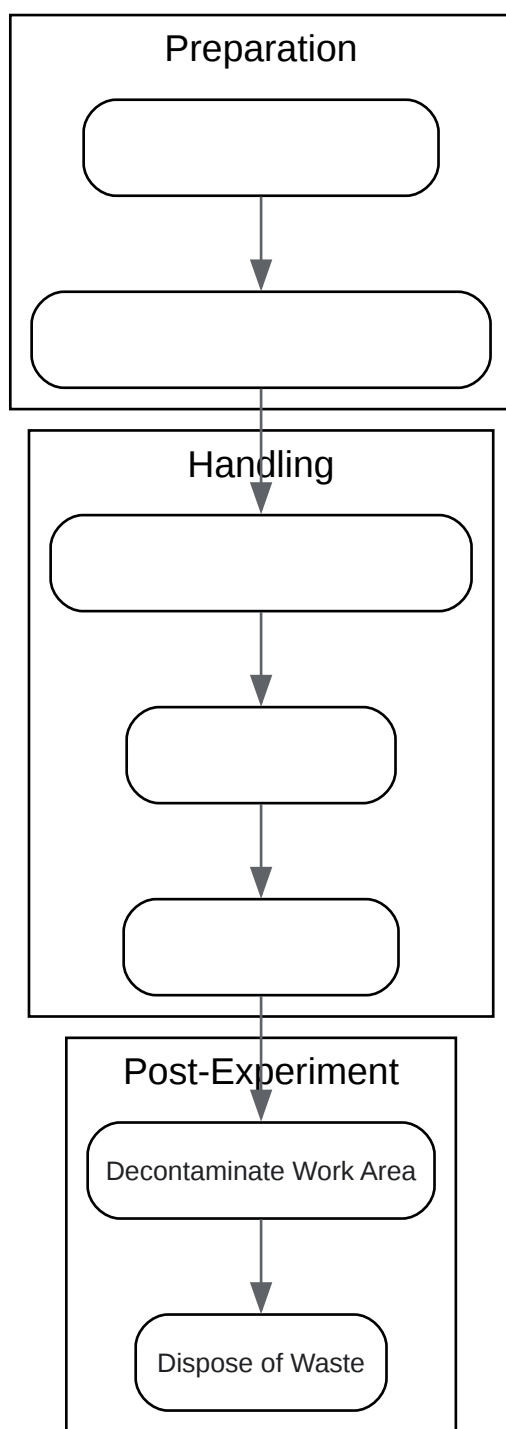 Preparation
Handling
Post-Experiment
Decontaminate Work Area
Dispose of Waste